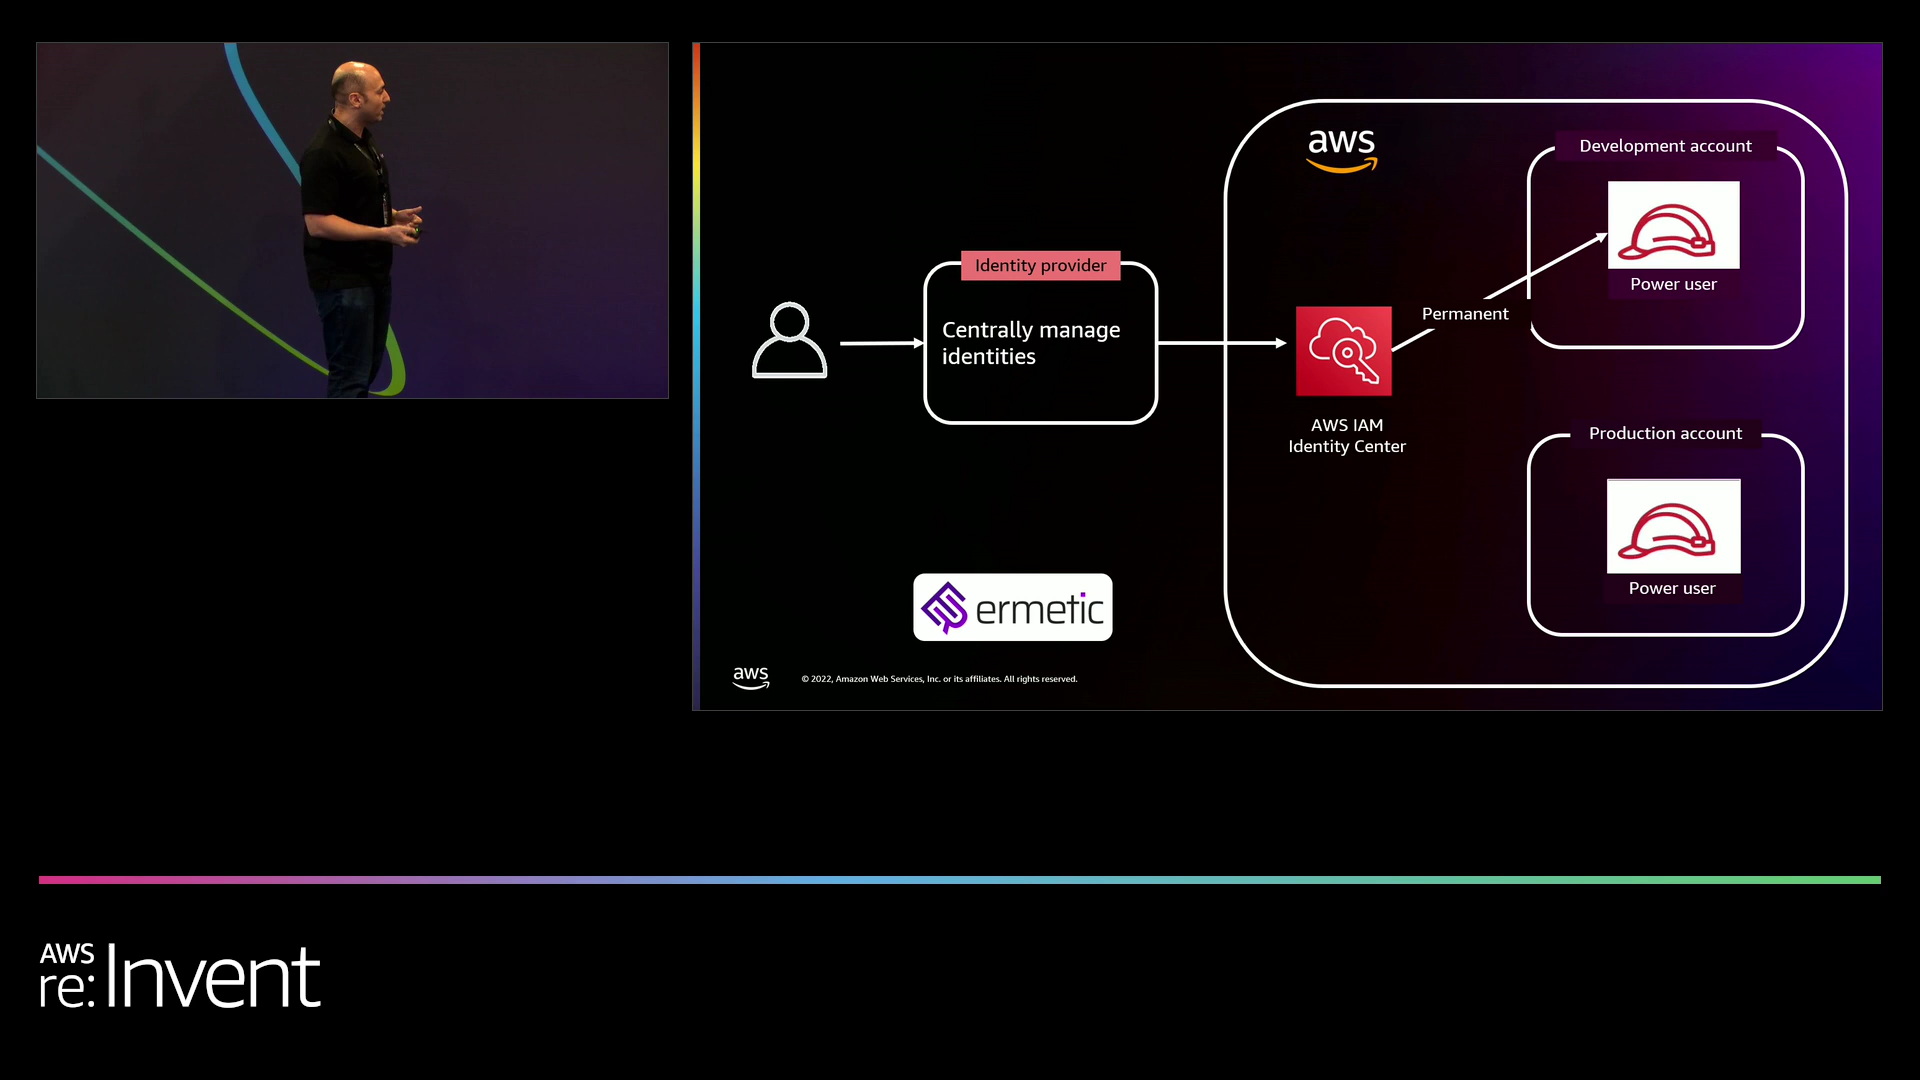 aws
Development account
Power user
Identity provider
Centrally manage
identities
Permanent
AWS IAM
Identity Center
Production account
Power user
ermetic
aws
© 2022, Amazon Web Services, Inc. or its affiliates. All rights reserved.
AWS
re:Invent